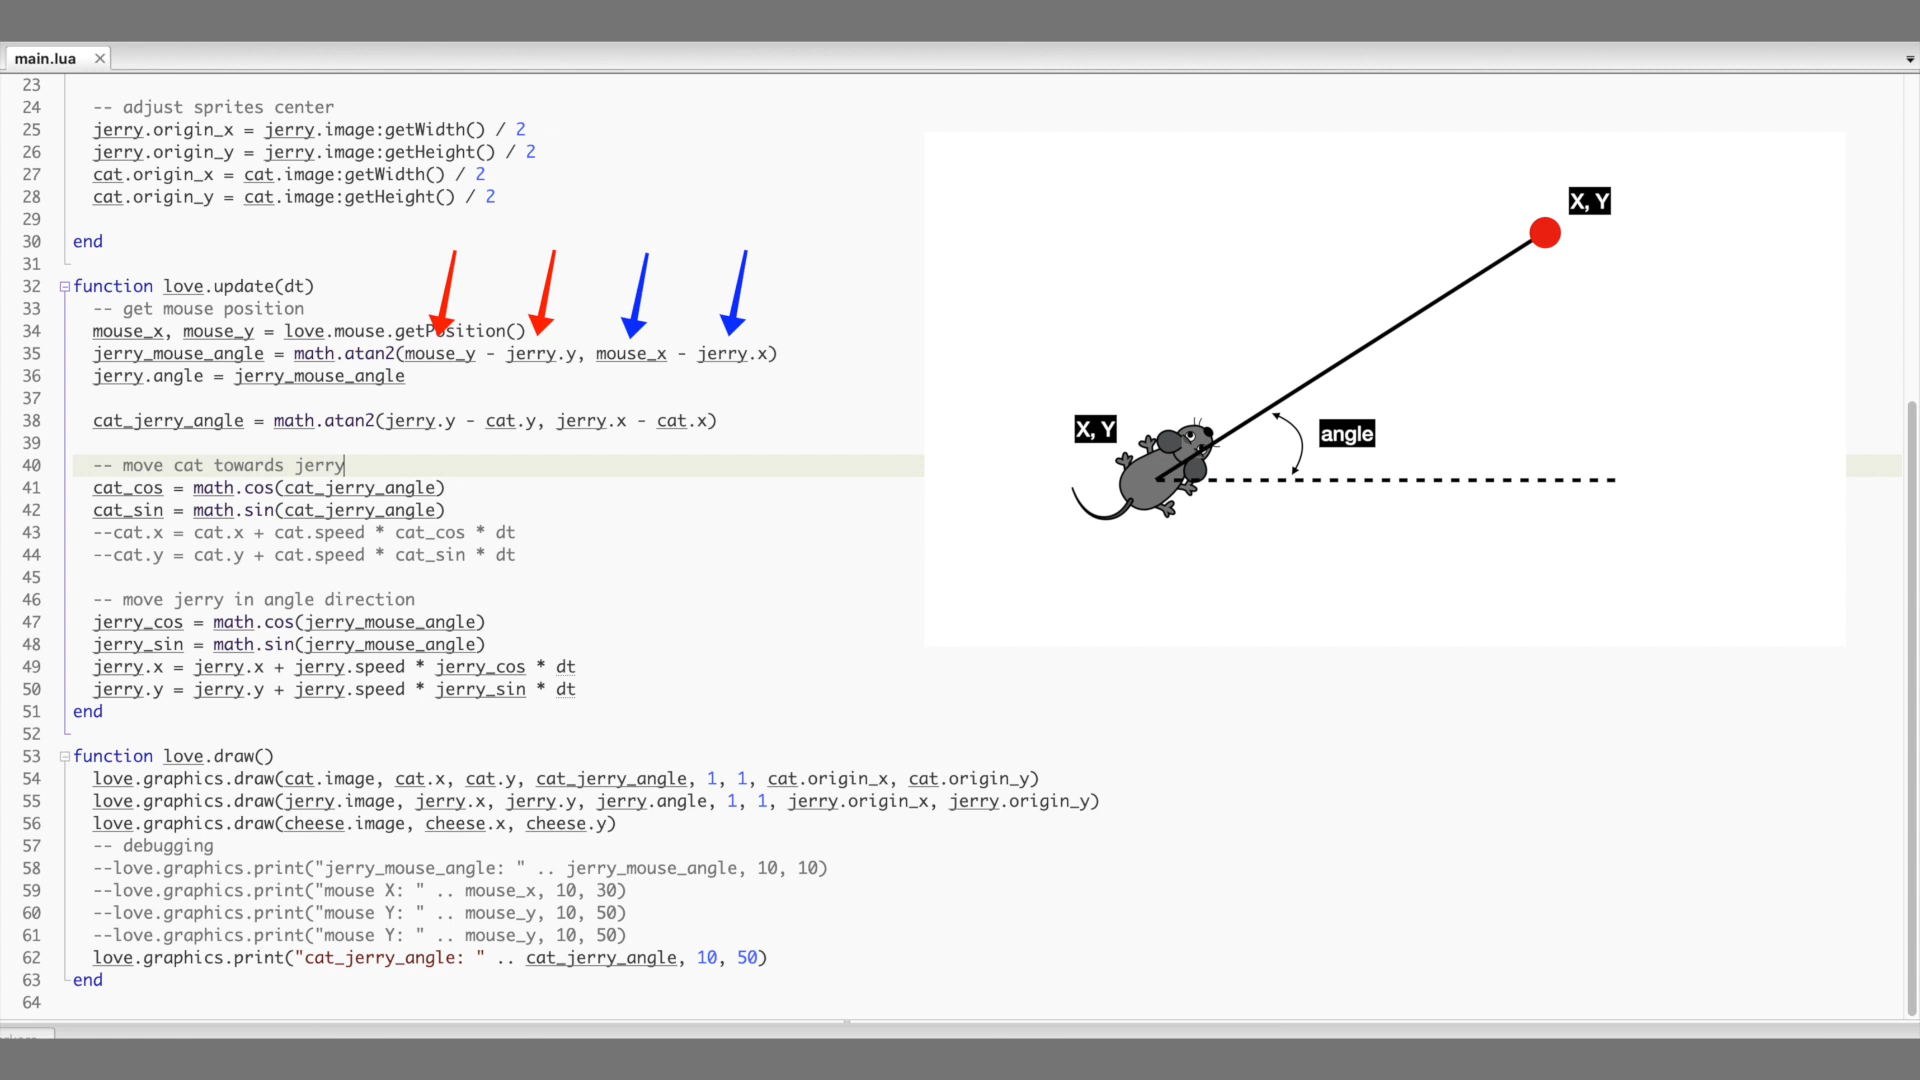 main.lua
23
24 -- adjust sprites center
25 jerry.origin_x = jerry.image:getWidth() / 2
26 jerry.origin_y = jerry.image:getHeight() / 2
27 cat.origin_x = cat.image:getWidth() / 2
28 cat.origin_y = cat.image:getHeight() / 2
29
30 end
31
32 function love.update(dt)
33 -- get mouse position
34 mouse_x, mouse_y = love.mouse.getPosition()
35 jerry_mouse_angle = math.atan2(mouse_y - jerry.y, mouse_x - jerry.x)
36 jerry.angle = jerry_mouse_angle
37
38 cat_jerry_angle = math.atan2(jerry.y - cat.y, jerry.x - cat.x)
39
40 -- move cat towards jerry
41 cat_cos = math.cos(cat_jerry_angle)
42 cat_sin = math.sin(cat_jerry_angle)
43 --cat.x = cat.x + cat.speed * cat_cos * dt
44 --cat.y = cat.y + cat.speed * cat_sin * dt
45
46 -- move jerry in angle direction
47 jerry_cos = math.cos(jerry_mouse_angle)
48 jerry_sin = math.sin(jerry_mouse_angle)
49 jerry.x = jerry.x + jerry.speed * jerry_cos * dt
50 jerry.y = jerry.y + jerry.speed * jerry_sin * dt
51 end
52
53 function love.draw()
54 love.graphics.draw(cat.image, cat.x, cat.y, cat_jerry_angle, 1, 1, cat.origin_x, cat.origin_y)
55 love.graphics.draw(jerry.image, jerry.x, jerry.y, jerry.angle, 1, 1, jerry.origin_x, jerry.origin_y)
56 love.graphics.draw(cheese.image, cheese.x, cheese.y)
57 -- debugging
58 --love.graphics.print("jerry_mouse_angle: " .. jerry_mouse_angle, 10, 10)
59 --love.graphics.print("mouse X: " .. mouse_x, 10, 30)
60 --love.graphics.print("mouse Y: " .. mouse_y, 10, 50)
61 --love.graphics.print("mouse Y: " .. mouse_y, 10, 50)
62 love.graphics.print("cat_jerry_angle: " .. cat_jerry_angle, 10, 50)
63 end
64
X, Y
X, Y
angle